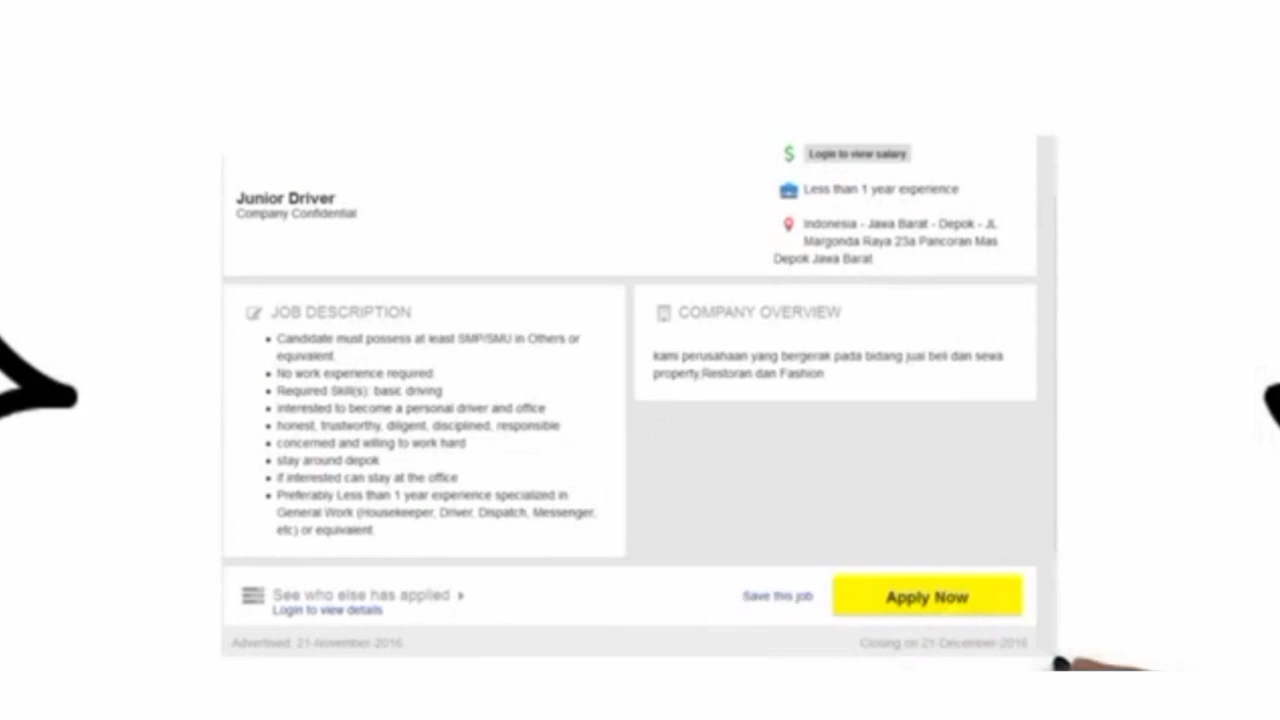 Login to view salary
Less than 1 year experience
Junior Driver
Company Confidential
Indonesia - Jawa Barat - Depok - JL
Margonda Raya 23a Pancoran Mas
Depok Jawa Barat
JOB DESCRIPTION
Candidate must possess at least SMP/SMU in Others or
equivalent.
No work experience required.
Required Skill(s): basic driving
interested to become a personal driver and office
honest, trustworthy, diligent, disciplined, responsible
concerned and willing to work hard
stay around depok
if interested can stay at the office
Preferably Less than 1 year experience specialized in
General Work (Housekeeper, Driver, Dispatch, Messenger,
etc) or equivalent.
COMPANY OVERVIEW
kami perusahaan yang bergerak pada bidang jual beli dan sewa
property,Restoran dan Fashion
See who else has applied
Login to view details
Save this job
Apply Now
Advertised: 21-November-2016
Closing on 21-December-2016